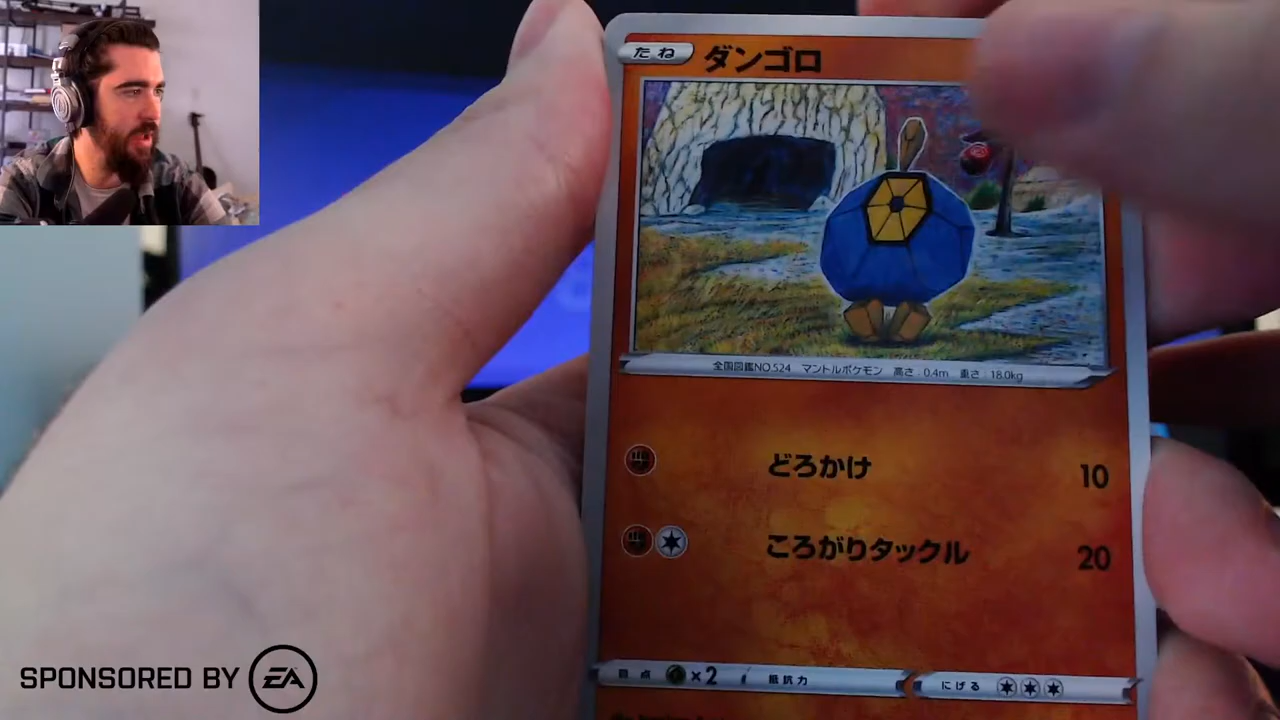 たね ダンゴロ
全国図鑑NO.524 マントルポケモン 高さ:0.4m 重さ:18.0kg
どろかけ 10
ころがりタックル 20
弱点 ×2 抵抗力 にげる
SPONSORED BY EA